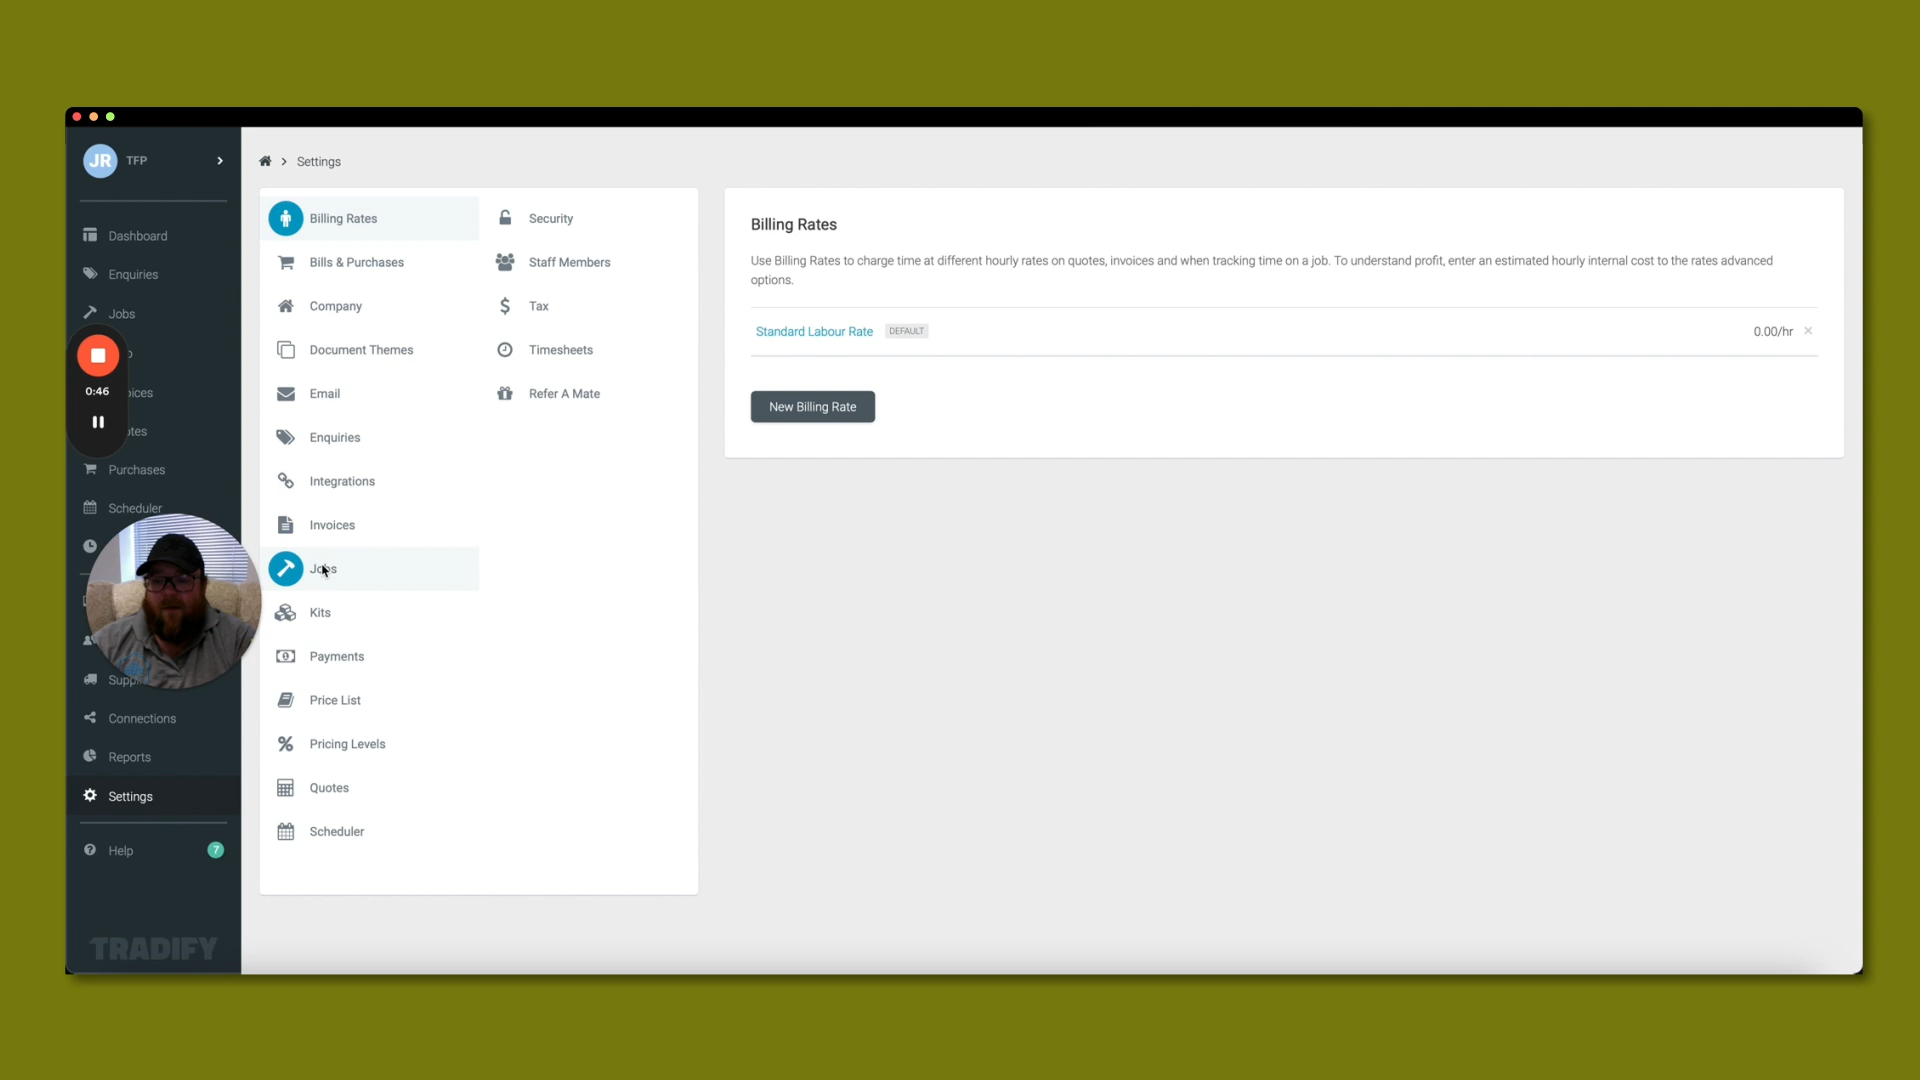 JR TFP
Dashboard
Enquiries
Jobs
0:46
Purchases
Scheduler
Connections
Reports
Settings
Help 7
TRADIFY
Settings
Billing Rates
Bills & Purchases
Company
Document Themes
Email
Enquiries
Integrations
Invoices
Jobs
Kits
Payments
Price List
Pricing Levels
Quotes
Scheduler
Security
Staff Members
Tax
Timesheets
Refer A Mate
Billing Rates
Use Billing Rates to charge time at different hourly rates on quotes, invoices and when tracking time on a job. To understand profit, enter an estimated hourly internal cost to the rates advanced
options.
Standard Labour Rate DEFAULT 0.00/hr
New Billing Rate